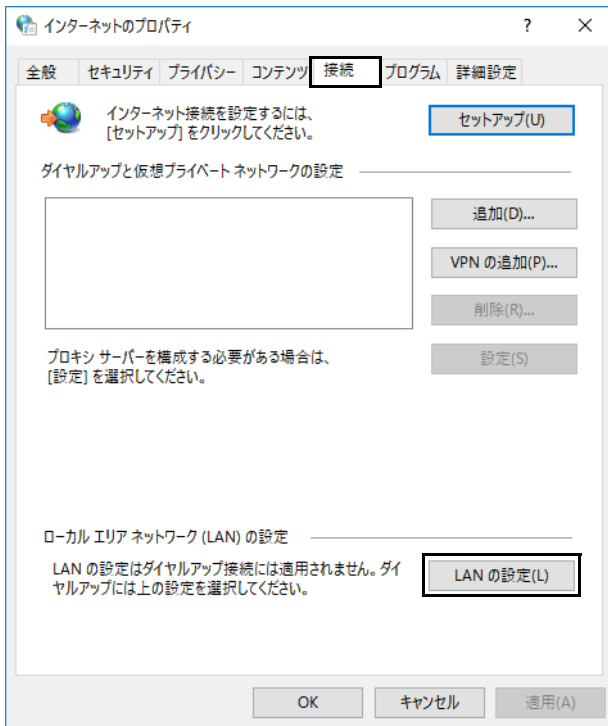 インターネットのプロパティ
?
×
全般 セキュリティ プライバシー コンテンツ 接続 プログラム 詳細設定
インターネット接続を設定するには、
[セットアップ] をクリックしてください。
セットアップ(U)
ダイヤルアップと仮想プライベート ネットワークの設定
追加(D)...
VPN の追加(P)...
削除(R)...
プロキシ サーバーを構成する必要がある場合は、
[設定] を選択してください。
設定(S)
ローカル エリア ネットワーク (LAN) の設定
LAN の設定はダイヤルアップ接続には適用されません。ダイ
ヤルアップには上の設定を選択してください。
LAN の設定(L)
OK キャンセル 適用(A)